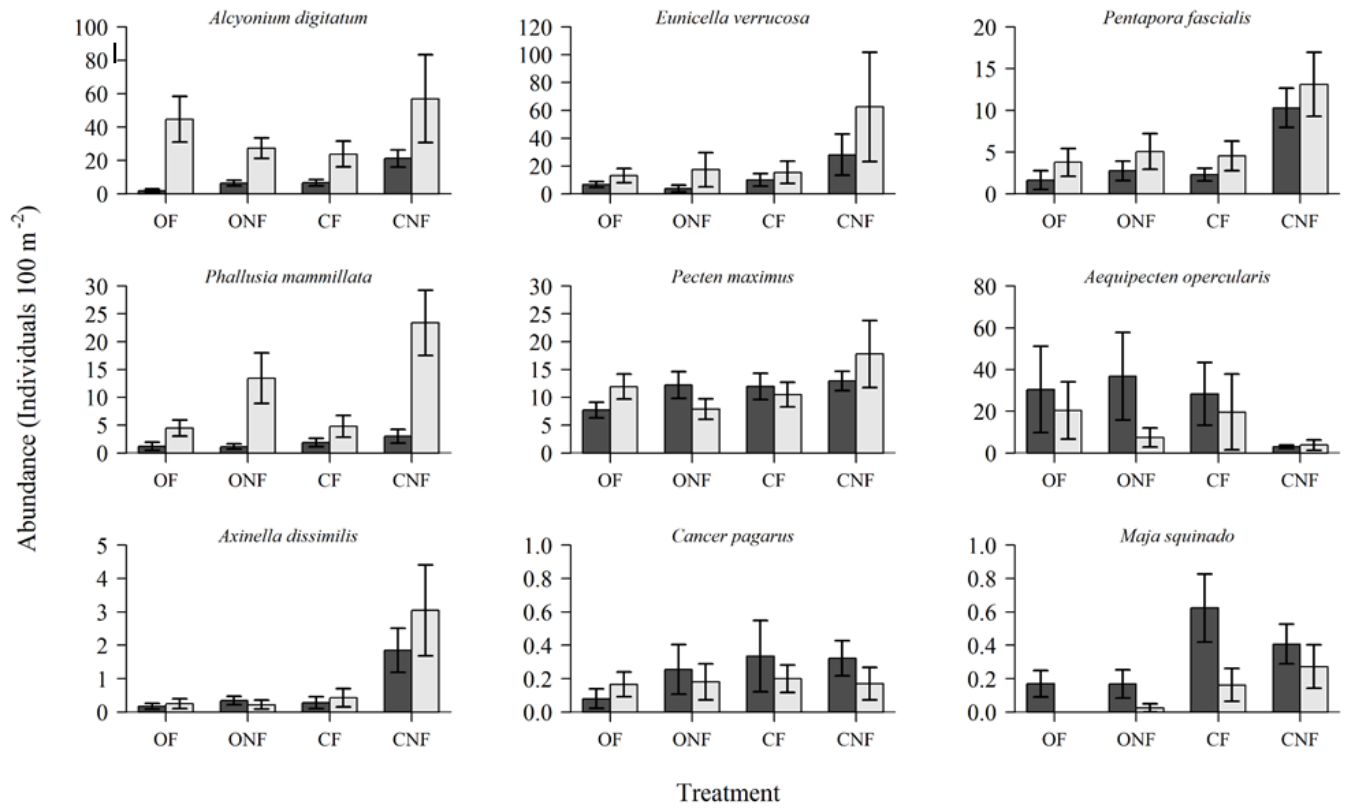 Alcyonium digitatum
100
80
60
40
20
0
OF ONF CF CNF
Eunicella verrucosa
120
100
80
60
40
20
0
OF ONF CF CNF
Pentapora fascialis
20
15
10
5
0
OF ONF CF CNF
Abundance (Individuals 100 m -2)
Phallusia mammillata
30
25
20
15
10
5
0
OF ONF CF CNF
Pecten maximus
30
25
20
15
10
5
0
OF ONF CF CNF
Aequipecten opercularis
80
60
40
20
0
OF ONF CF CNF
Axinella dissimilis
5
4
3
2
1
0
OF ONF CF CNF
Cancer pagarus
1.0
0.8
0.6
0.4
0.2
0.0
OF ONF CF CNF
Maja squinado
1.0
0.8
0.6
0.4
0.2
0.0
OF ONF CF CNF
Treatment